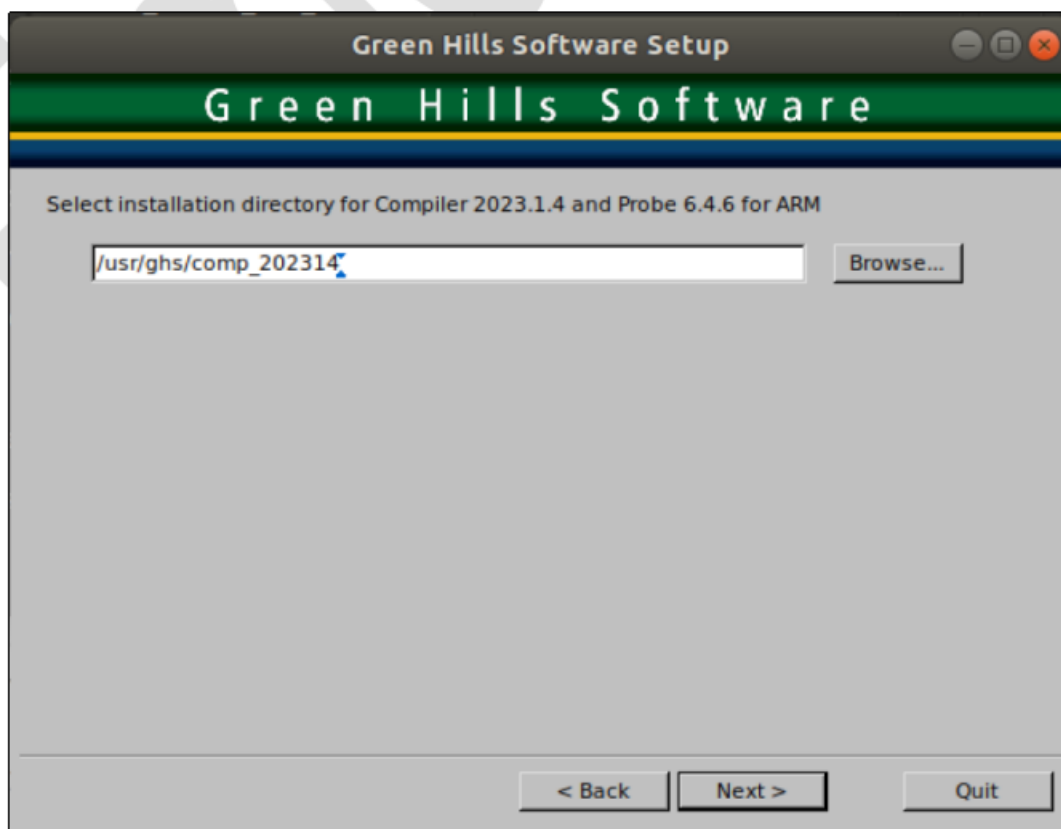 Green Hills Software Setup
Green Hills Software
Select installation directory for Compiler 2023.1.4 and Probe 6.4.6 for ARM
/usr/ghs/comp_202314
Browse...
< Back
Next >
Quit